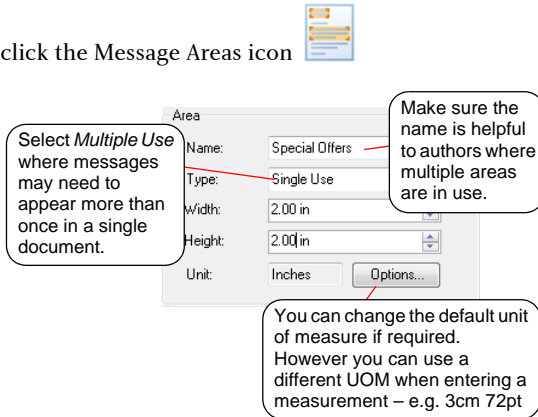 click the Message Areas icon
Area
Select Multiple Use
where messages
may need to
appear more than
once in a single
document.
Make sure the
name is helpful
to authors where
multiple areas
are in use.
Name: Special Offers
Type: Single Use
Width: 2.00 in
Height: 2.00 in
Unit: Inches Options...
You can change the default unit
of measure if required.
However you can use a
different UOM when entering a
measurement – e.g. 3cm 72pt